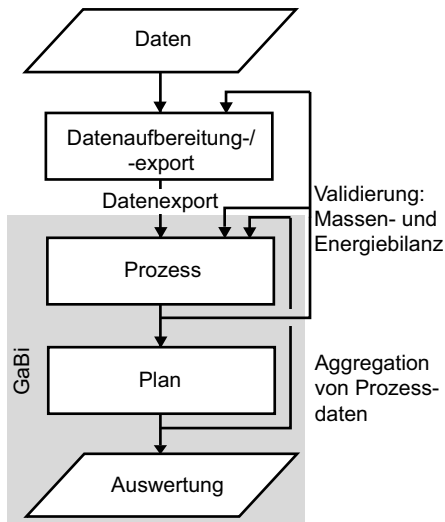 Daten
Datenaufbereitung-/
-export
Datenexport
Validierung:
Massen- und
Energiebilanz
Prozess
GaBi
Plan
Aggregation
von Prozess-
daten
Auswertung